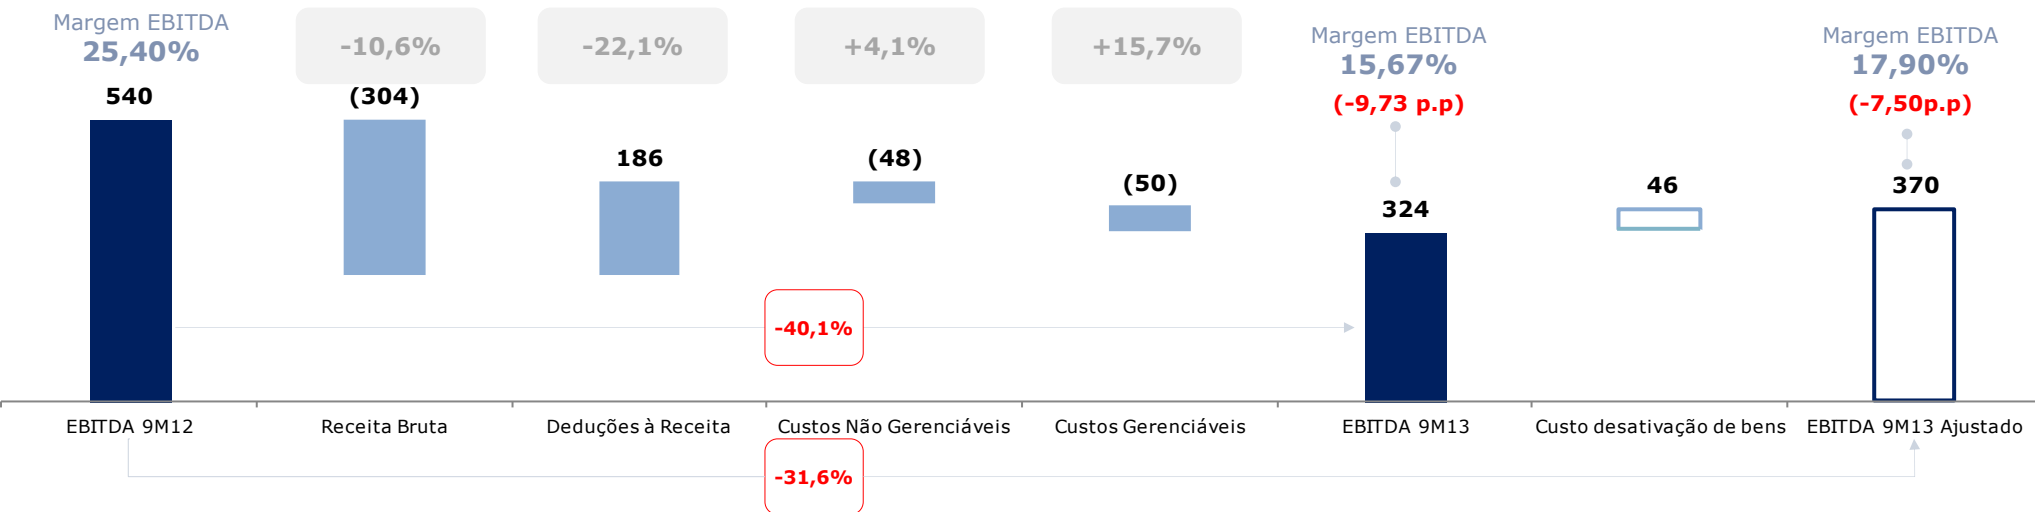 Margem EBITDA
25,40%
-10,6%
-22,1%
+4,1%
+15,7%
Margem EBITDA
15,67%
(-9,73 p.p)
Margem EBITDA
17,90%
(-7,50p.p)
540
(304)
186
(48)
(50)
324
46
370
-40,1%
EBITDA 9M12
Receita Bruta
Deduções à Receita
Custos Não Gerenciáveis
Custos Gerenciáveis
EBITDA 9M13
Custo desativação de bens
EBITDA 9M13 Ajustado
-31,6%